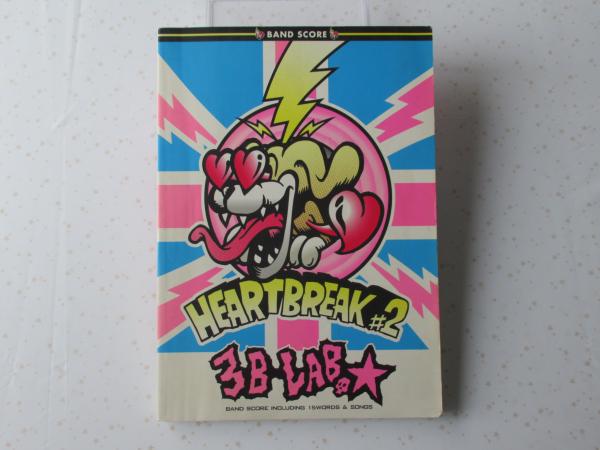 BAND SCORE
HEARTBREAK #2
3B LAB.☆
BAND SCORE INCLUDING 15WORDS & SONGS